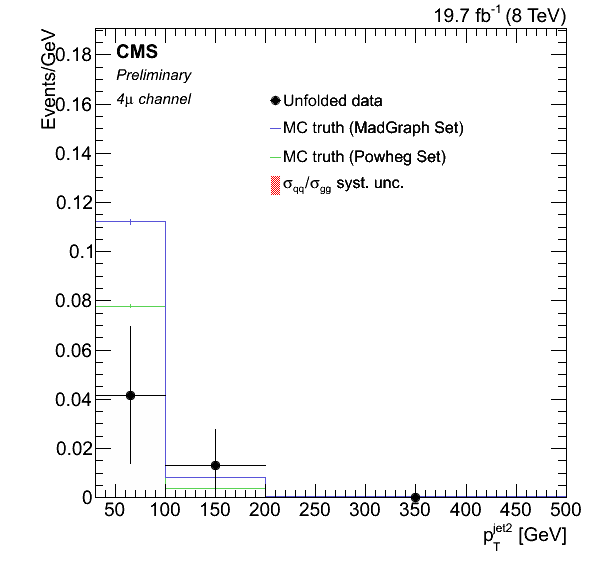 19.7 fb⁻¹ (8 TeV)
Events/GeV
CMS
Preliminary
4μ channel
Unfolded data
MC truth (MadGraph Set)
MC truth (Powheg Set)
σqq/σgg syst. unc.
0.18
0.16
0.14
0.12
0.1
0.08
0.06
0.04
0.02
0
50 100 150 200 250 300 350 400 450 500
p_T^jet2 [GeV]